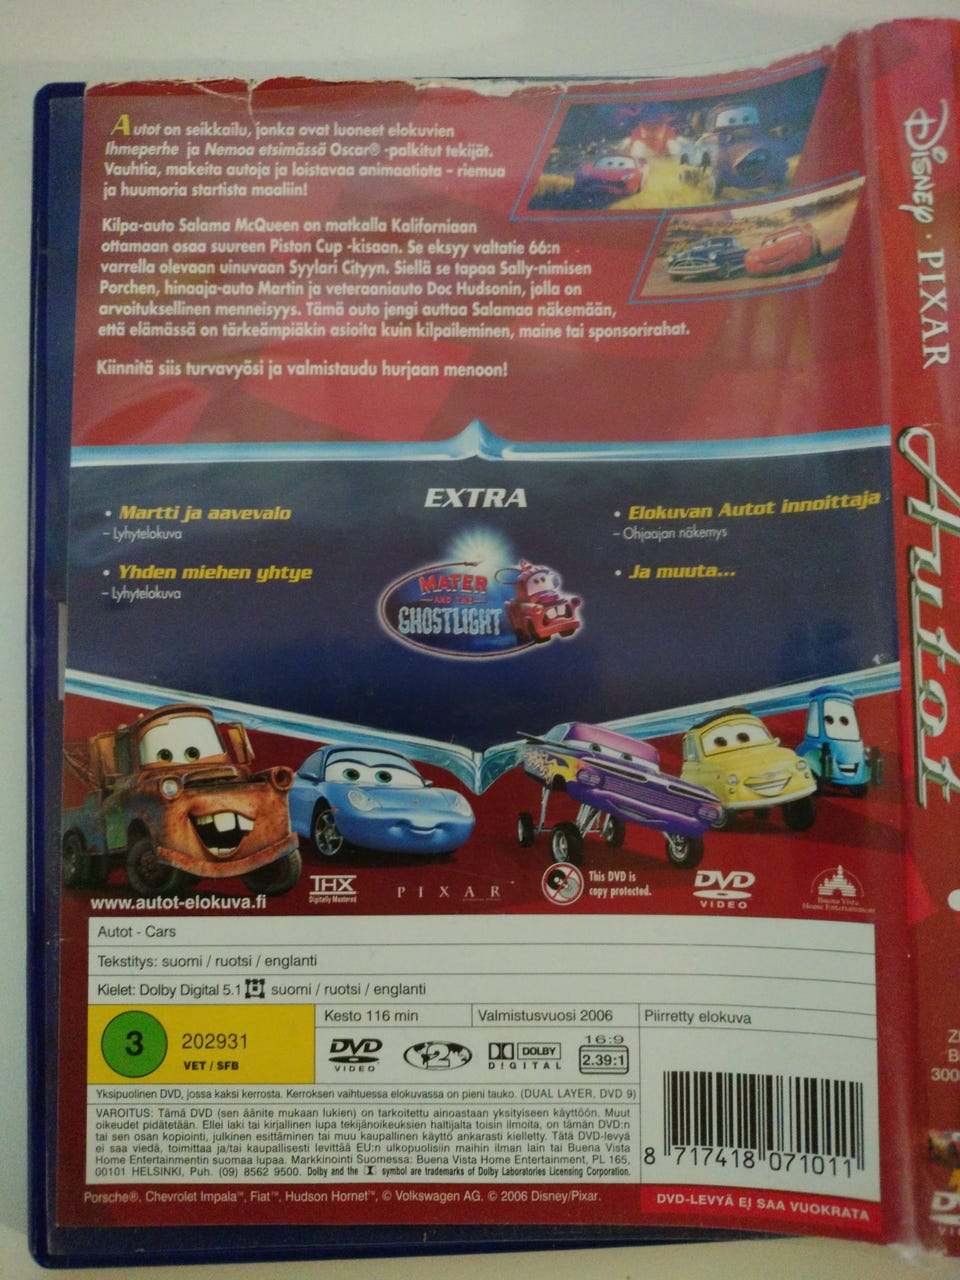 Autot on seikkailu, jonka ovat luoneet elokuvien
Ihmeperhe ja Nemoa etsimässä Oscar® -palkitut tekijät.
Vauhtia, makeita autoja ja loistavaa animaatiota – riemua
ja huumoria startista maaliin!
Kilpa-auto Salama McQueen on matkalla Kaliforniaan
ottamaan osaa suureen Piston Cup -kisaan. Se eksyy valtatie 66:n
varrella olevaan uinuvaan Syylari Cityyn. Siellä se tapaa Sally-nimisen
Porchen, hinaaja-auto Martin ja veteraaniauto Doc Hudsonin, jolla on
arvoituksellinen menneisyys. Tämä outo jengi auttaa Salamaa näkemään,
että elämässä on tärkeämpiäkin asioita kuin kilpaileminen, maine tai sponsorirahat.
Kiinnitä siis turvavyösi ja valmistaudu hurjaan menoon!
EXTRA
• Martti ja aavevalo
– Lyhytelokuva
• Yhden miehen yhtye
– Lyhytelokuva
• Elokuvan Autot innoittaja
– Ohjaajan näkemys
• Ja muuta...
MATER
AND THE
GHOSTLIGHT
www.autot-elokuva.fi
THX
Digitally Mastered
PIXAR
This DVD is
copy protected.
DVD
VIDEO
Buena Vista
Home Entertainment
Autot - Cars
Tekstitys: suomi / ruotsi / englanti
Kielet: Dolby Digital 5.1 suomi / ruotsi / englanti
3
202931
VET / SFB
Kesto 116 min
Valmistusvuosi 2006
Piirretty elokuva
DVD
VIDEO
2
DOLBY
DIGITAL
16:9
2.39:1
Yksipuolinen DVD, jossa kaksi kerrosta. Kerroksen vaihtuessa elokuvassa on pieni tauko. (DUAL LAYER, DVD 9)
VAROITUS: Tämä DVD (sen äänite mukaan lukien) on tarkoitettu ainoastaan yksityiseen käyttöön. Muut
oikeudet pidätetään. Ellei laki tai kirjallinen lupa tekijänoikeuksien haltijalta toisin ilmoita, on tämän DVD:n
tai sen osan kopiointi, julkinen esittäminen tai muu kaupallinen käyttö ankarasti kielletty. Tätä DVD-levyä
ei saa viedä, toimittaa ja/tai kaupallisesti levittää EU:n ulkopuolisiin maihin ilman lain tai Buena Vista
Home Entertainmentin suomaa lupaa. Markkinointi Suomessa: Buena Vista Home Entertainment, PL 165,
00101 HELSINKI, Puh. (09) 8562 9500. Dolby and the symbol are trademarks of Dolby Laboratories Licensing Corporation.
8 717418 071011
Porsche®, Chevrolet Impala™, Fiat™, Hudson Hornet™, © Volkswagen AG. © 2006 Disney/Pixar.
DVD-LEVYÄ EI SAA VUOKRATA
DISNEY · PIXAR
Autot